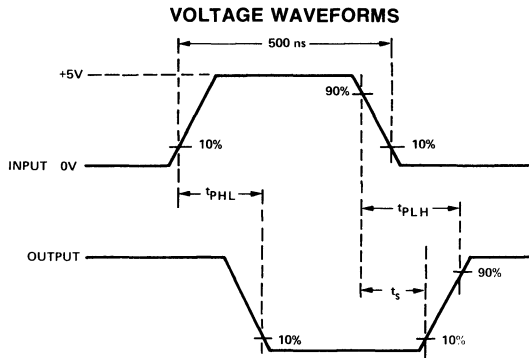 VOLTAGE WAVEFORMS
500 ns
+5V
90%
10%
10%
INPUT 0V
tPHL
tPLH
OUTPUT
90%
ts
10%
10%